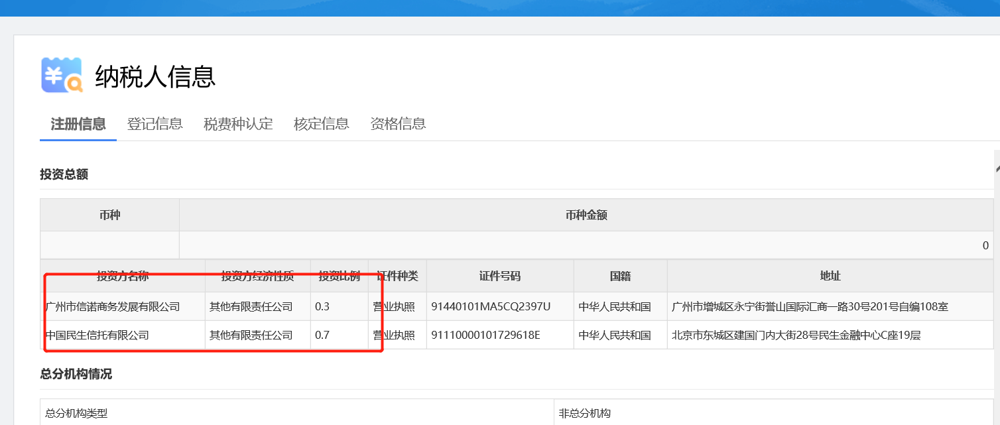 纳税人信息
注册信息 登记信息 税费种认定 核定信息 资格信息
投资总额
币种 币种金额
0
投资方名称 投资方经济性质 投资比例 证件种类 证件号码 国籍 地址
广州市信诺商务发展有限公司 其他有限责任公司 0.3 营业执照 91440101MA5CQ2397U 中华人民共和国 广州市增城区永宁街誉山国际汇商一路30号201号自编108室
中国民生信托有限公司 其他有限责任公司 0.7 营业执照 91110000101729618E 中华人民共和国 北京市东城区建国门内大街28号民生金融中心C座19层
总分机构情况
总分机构类型 非总分机构